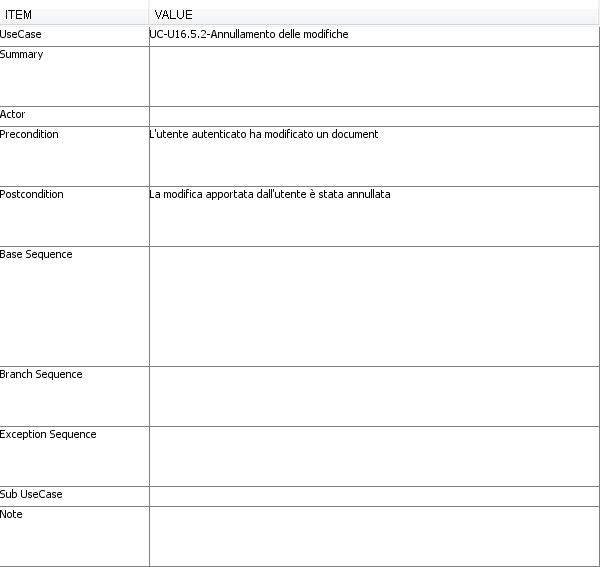 ITEM VALUE
UseCase UC-U16.5.2-Annullamento delle modifiche
Summary
Actor
Precondition L'utente autenticato ha modificato un document
Postcondition La modifica apportata dall'utente è stata annullata
Base Sequence
Branch Sequence
Exception Sequence
Sub UseCase
Note